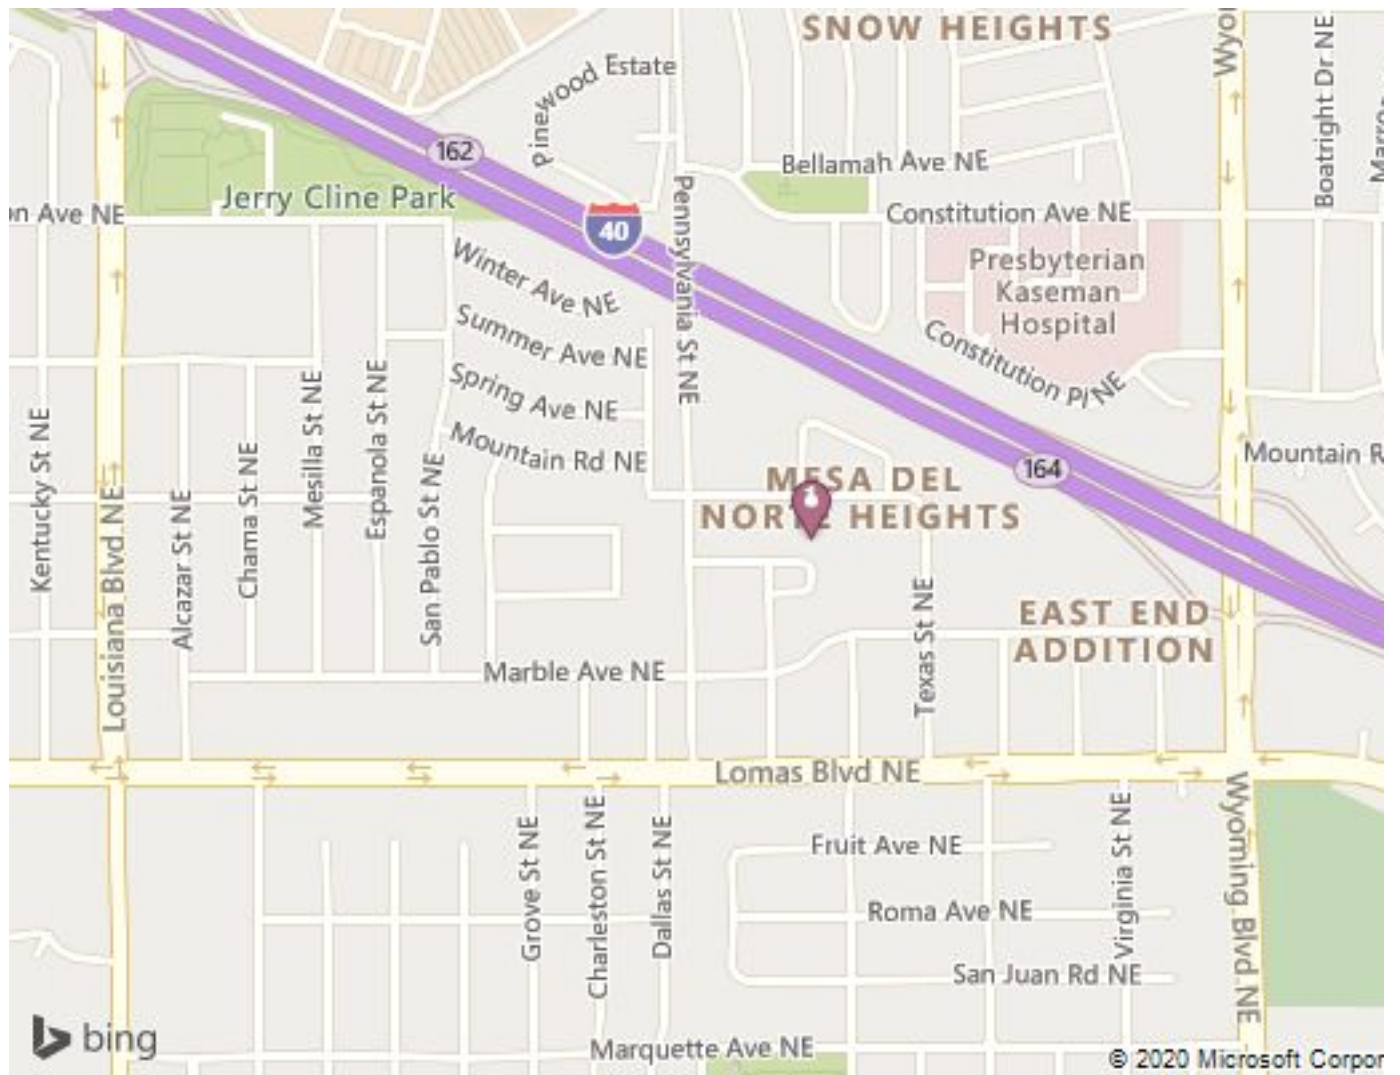 SNOW HEIGHTS
Wyo
Boatright Dr NE
Marro
Pinewood Estate
162
Bellamah Ave NE
Jerry Cline Park
on Ave NE
Pennsylvania St NE
Constitution Ave NE
40
Winter Ave NE
Presbyterian
Kaseman
Hospital
Summer Ave NE
Constitution Pl NE
Spring Ave NE
Mountain Rd NE
Mountain R
Kentucky St NE
Louisiana Blvd NE
Alcazar St NE
Chama St NE
Mesilla St NE
Espanola St NE
San Pablo St NE
MESA DEL
NORTE HEIGHTS
164
Texas St NE
EAST END
ADDITION
Marble Ave NE
Lomas Blvd NE
Grove St NE
Charleston St NE
Dallas St NE
Fruit Ave NE
Virginia St NE
Wyoming Blvd NE
Roma Ave NE
San Juan Rd NE
bing
Marquette Ave NE
© 2020 Microsoft Corpor